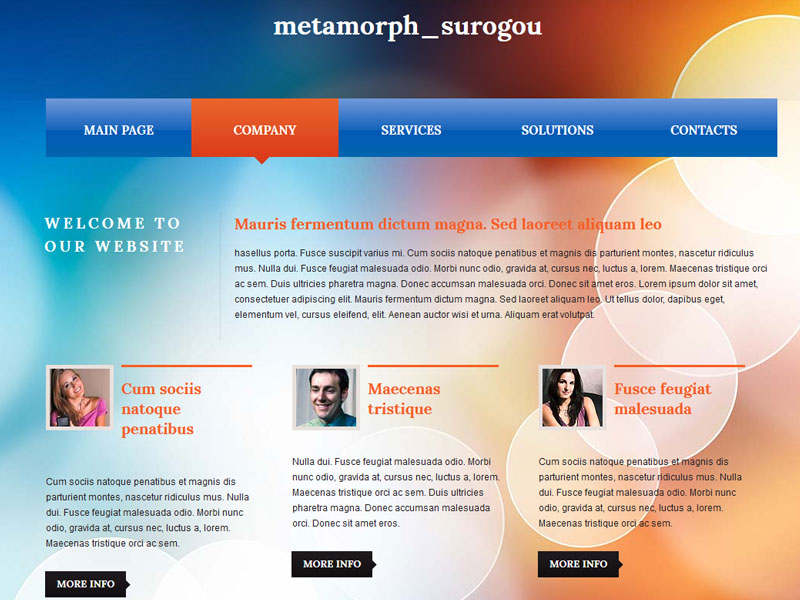 metamorph_surogou
MAIN PAGE COMPANY SERVICES SOLUTIONS CONTACTS
WELCOME TO
OUR WEBSITE
Mauris fermentum dictum magna. Sed laoreet aliquam leo
hasellus porta. Fusce suscipit varius mi. Cum sociis natoque penatibus et magnis dis parturient montes, nascetur ridiculus
mus. Nulla dui. Fusce feugiat malesuada odio. Morbi nunc odio, gravida at, cursus nec, luctus a, lorem. Maecenas tristique orci
ac sem. Duis ultricies pharetra magna. Donec accumsan malesuada orci. Donec sit amet eros. Lorem ipsum dolor sit amet,
consectetuer adipiscing elit. Mauris fermentum dictum magna. Sed laoreet aliquam leo. Ut tellus dolor, dapibus eget,
elementum vel, cursus eleifend, elit. Aenean auctor wisi et urna. Aliquam erat volutpat.
Cum sociis
natoque
penatibus
Cum sociis natoque penatibus et magnis dis
parturient montes, nascetur ridiculus mus. Nulla
dui. Fusce feugiat malesuada odio. Morbi nunc
odio, gravida at, cursus nec, luctus a, lorem.
Maecenas tristique orci ac sem.
MORE INFO
Maecenas
tristique
Nulla dui. Fusce feugiat malesuada odio. Morbi
nunc odio, gravida at, cursus nec, luctus a, lorem.
Maecenas tristique orci ac sem. Duis ultricies
pharetra magna. Donec accumsan malesuada
orci. Donec sit amet eros.
MORE INFO
Fusce feugiat
malesuada
Cum sociis natoque penatibus et magnis dis
parturient montes, nascetur ridiculus mus. Nulla
dui. Fusce feugiat malesuada odio. Morbi nunc
odio, gravida at, cursus nec, luctus a, lorem.
Maecenas tristique orci ac sem.
MORE INFO